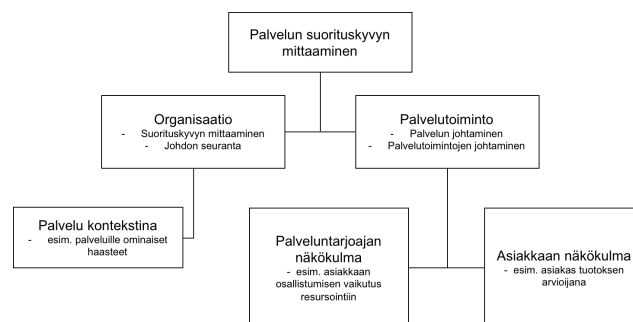 Palvelun suorituskyvyn
mittaaminen
Organisaatio
- Suorituskyvyn mittaaminen
- Johdon seuranta
Palvelutoiminto
- Palvelun johtaminen
- Palvelutoimintojen johtaminen
Palvelu kontekstina
- esim. palveluille ominaiset
haasteet
Palveluntarjoajan
näkökulma
- esim. asiakkaan
osallistumisen vaikutus
resursointiin
Asiakkaan näkökulma
- esim. asiakas tuotoksen
arvioijana